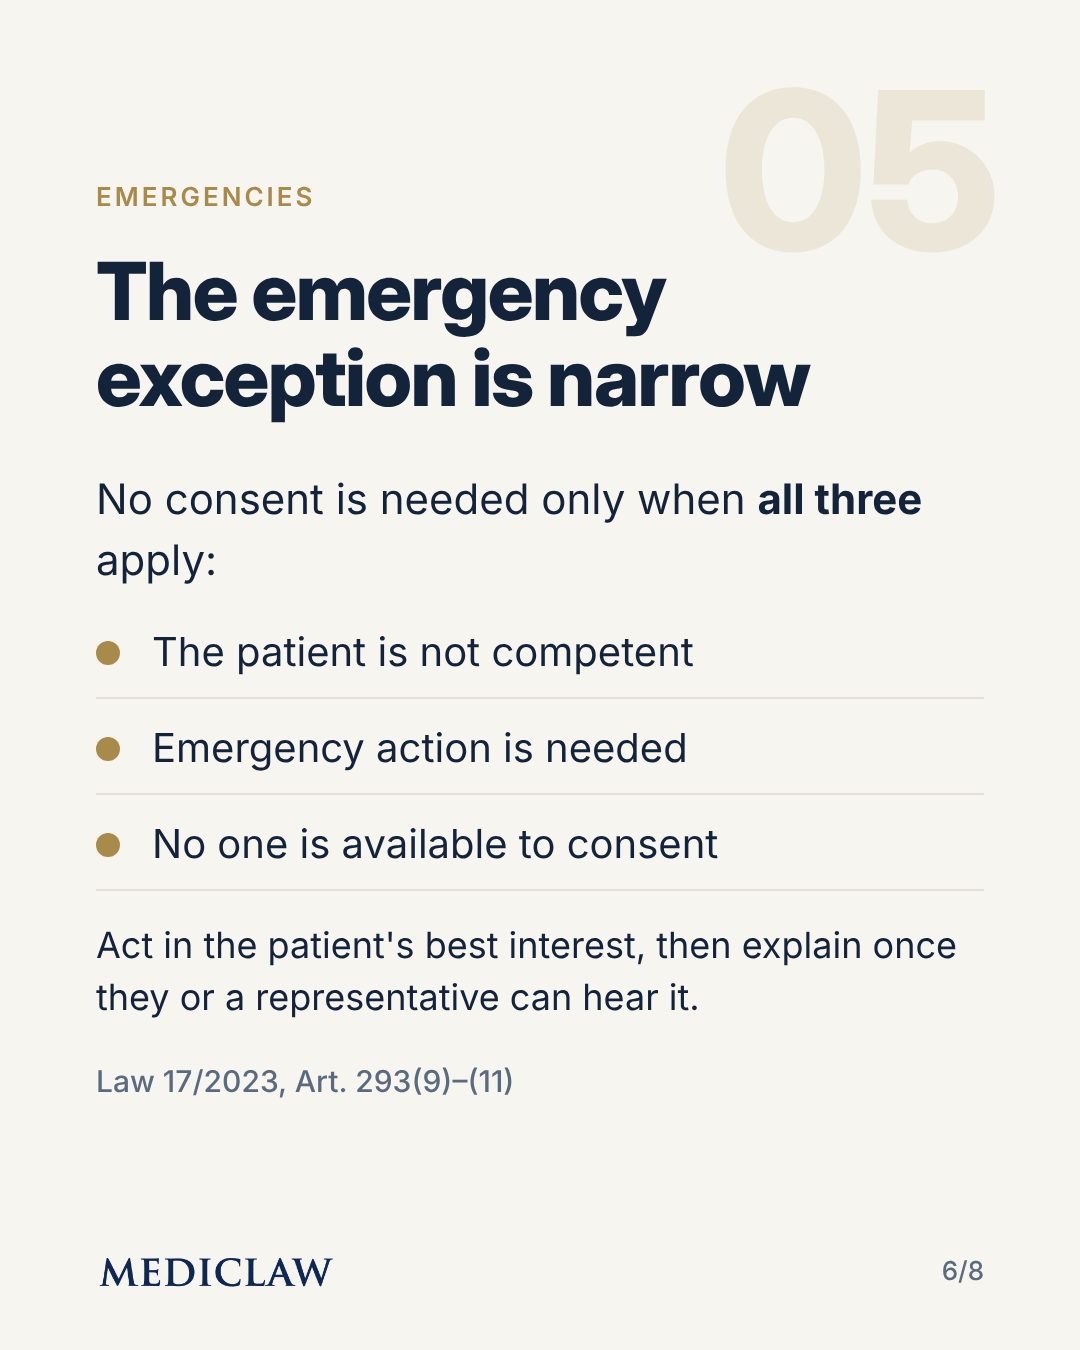 05
EMERGENCIES
The emergency
exception is narrow
No consent is needed only when all three
apply:
The patient is not competent
Emergency action is needed
No one is available to consent
Act in the patient's best interest, then explain once
they or a representative can hear it.
Law 17/2023, Art. 293(9)–(11)
MEDICLAW
6/8